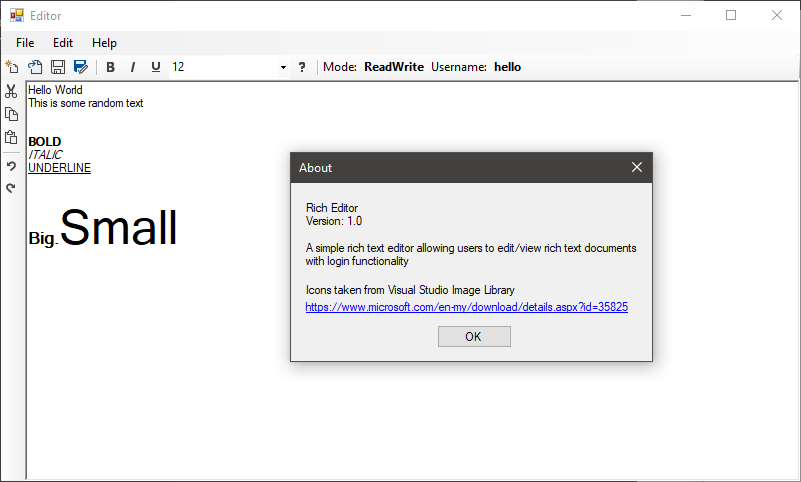 Editor
File Edit Help
B I U 12 ? Mode: ReadWrite Username: hello
Hello World
This is some random text
BOLD
ITALIC
UNDERLINE
Big.Small
About
Rich Editor
Version: 1.0
A simple rich text editor allowing users to edit/view rich text documents
with login functionality
Icons taken from Visual Studio Image Library
https://www.microsoft.com/en-my/download/details.aspx?id=35825
OK